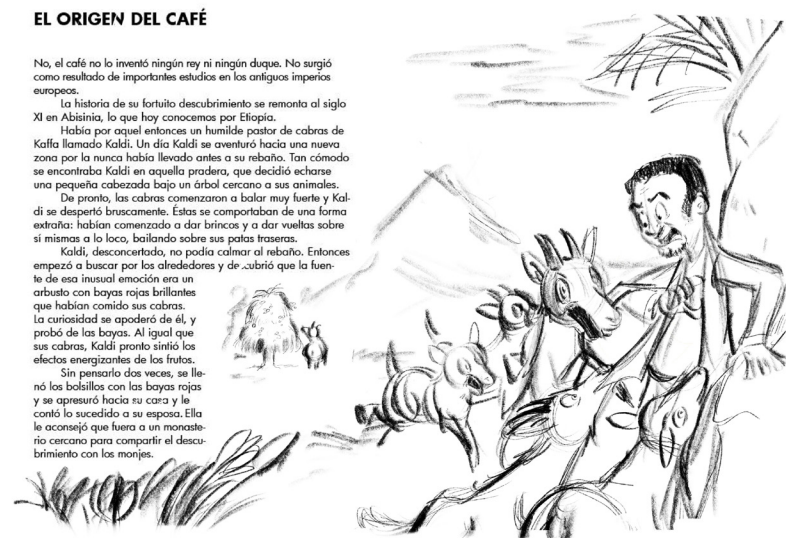 EL ORIGEN DEL CAFÉ
No, el café no lo inventó ningún rey ni ningún duque. No surgió
como resultado de importantes estudios en los antiguos imperios
europeos.
La historia de su fortuito descubrimiento se remonta al siglo
XI en Abisinia, lo que hoy conocemos por Etiopía.
Había por aquel entonces un humilde pastor de cabras de
Kaffa llamado Kaldi. Un día Kaldi se aventuró hacia una nueva
zona por la nunca había llevado antes a su rebaño. Tan cómodo
se encontraba Kaldi en aquella pradera, que decidió echarse
una pequeña cabezada bajo un árbol cercano a sus animales.
De pronto, las cabras comenzaron a balar muy fuerte y Kal-
di se despertó bruscamente. Éstas se comportaban de una forma
extraña: habían comenzado a dar brincos y a dar vueltas sobre
sí mismas a lo loco, bailando sobre sus patas traseras.
Kaldi, desconcertado, no podía calmar al rebaño. Entonces
empezó a buscar por los alrededores y descubrió que la fuen-
te de esa inusual emoción era un
arbusto con bayas rojas brillantes
que habían comido sus cabras.
La curiosidad se apoderó de él, y
probó de las bayas. Al igual que
sus cabras, Kaldi pronto sintió los
efectos energizantes de los frutos.
Sin pensarlo dos veces, se lle-
nó los bolsillos con las bayas rojas
y se apresuró hacia su casa y le
contó lo sucedido a su esposa. Ella
le aconsejó que fuera a un monaste-
rio cercano para compartir el descu-
brimiento con los monjes.